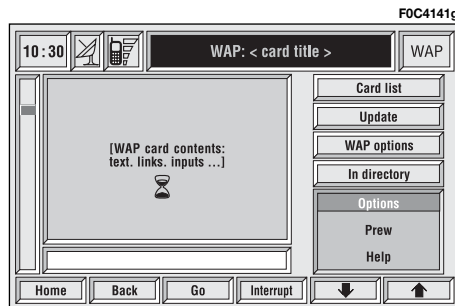 F0C4141g
10:30
WAP: < card title >
WAP
[WAP card contents:
text. links. inputs ...]
Card list
Update
WAP options
In directory
Options
Prew
Help
Home
Back
Go
Interrupt